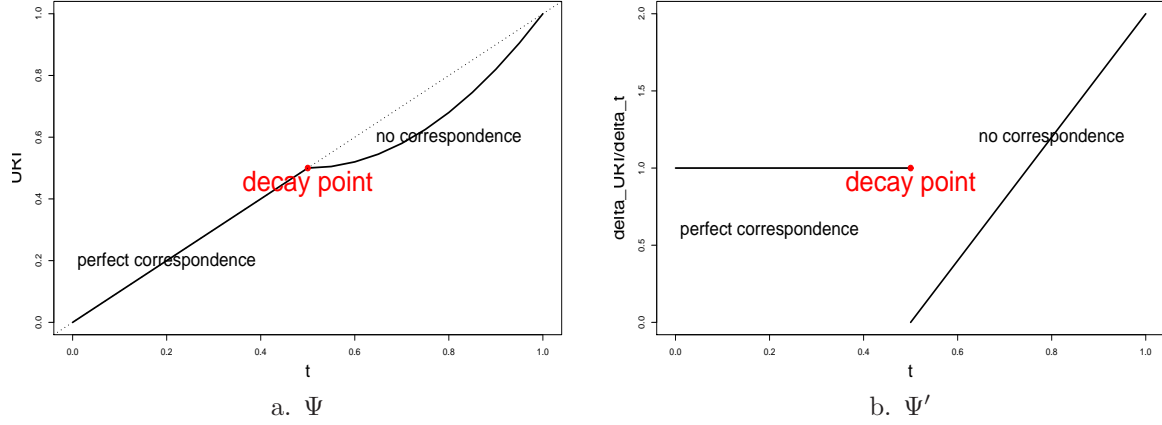 1.0
0.8
0.6
0.4
0.2
0.0
URI
no correspondence
decay point
perfect correspondence
0.0 0.2 0.4 0.6 0.8 1.0
t
a. Ψ
2.0
1.5
1.0
0.5
0.0
delta_URI/delta_t
no correspondence
decay point
perfect correspondence
0.0 0.2 0.4 0.6 0.8 1.0
t
b. Ψ′